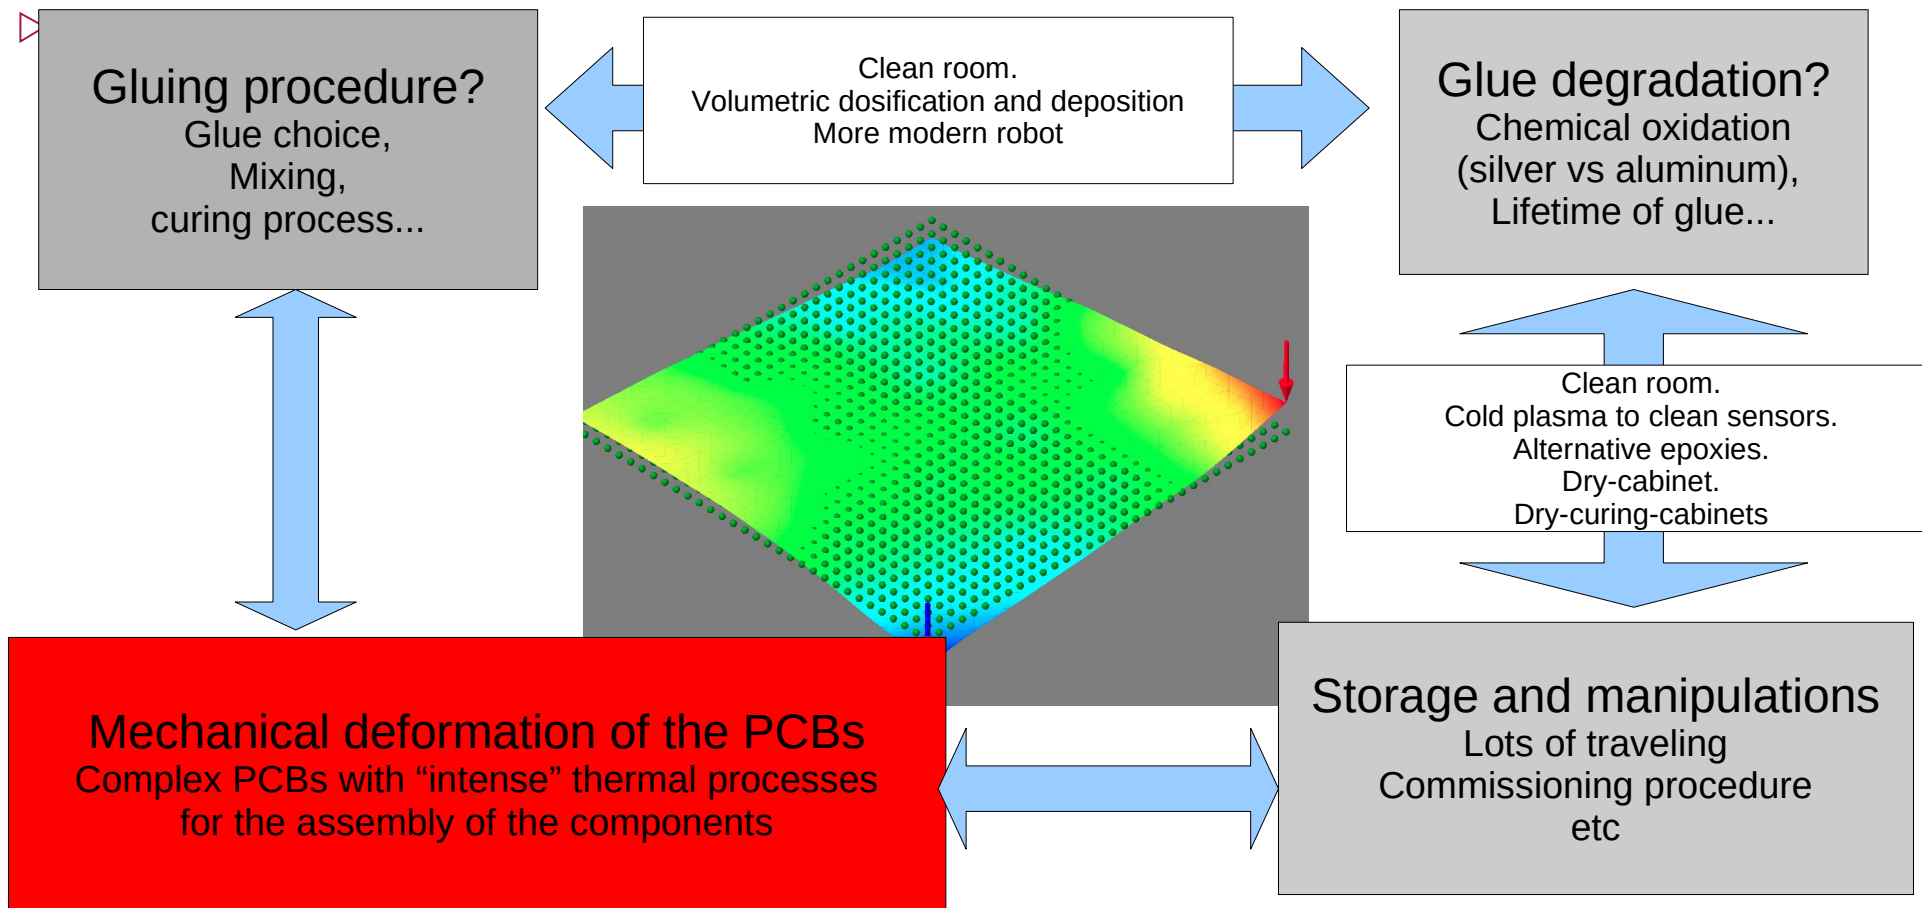 Gluing procedure?
Glue choice,
Mixing,
curing process...
Clean room.
Volumetric dosification and deposition
More modern robot
Glue degradation?
Chemical oxidation
(silver vs aluminum),
Lifetime of glue...
Clean room.
Cold plasma to clean sensors.
Alternative epoxies.
Dry-cabinet.
Dry-curing-cabinets
Mechanical deformation of the PCBs
Complex PCBs with “intense” thermal processes
for the assembly of the components
Storage and manipulations
Lots of traveling
Commissioning procedure
etc